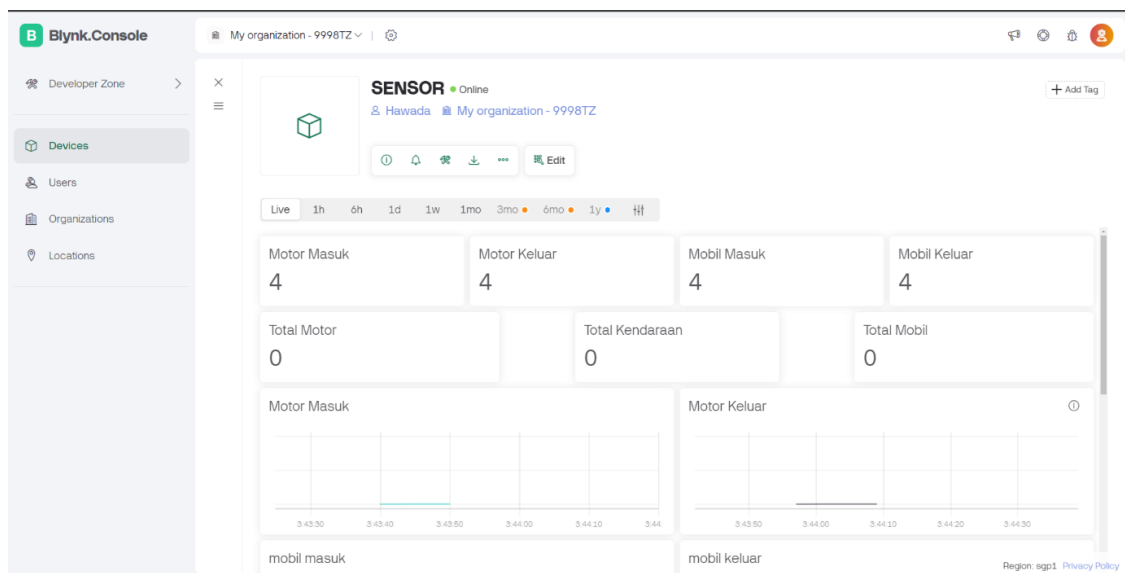 B Blynk.Console
My organization - 9998TZ
Developer Zone
Devices
Users
Organizations
Locations
SENSOR Online
Hawada My organization - 9998TZ
Add Tag
Edit
Live 1h 6h 1d 1w 1mo 3mo 6mo 1y
Motor Masuk
4
Motor Keluar
4
Mobil Masuk
4
Mobil Keluar
4
Total Motor
0
Total Kendaraan
0
Total Mobil
0
Motor Masuk
3:43:30 3:43:40 3:43:50 3:44:00 3:44:10 3:44
Motor Keluar
3:43:50 3:44:00 3:44:10 3:44:20 3:44:30
mobil masuk
mobil keluar
Region: sgp1 Privacy Policy